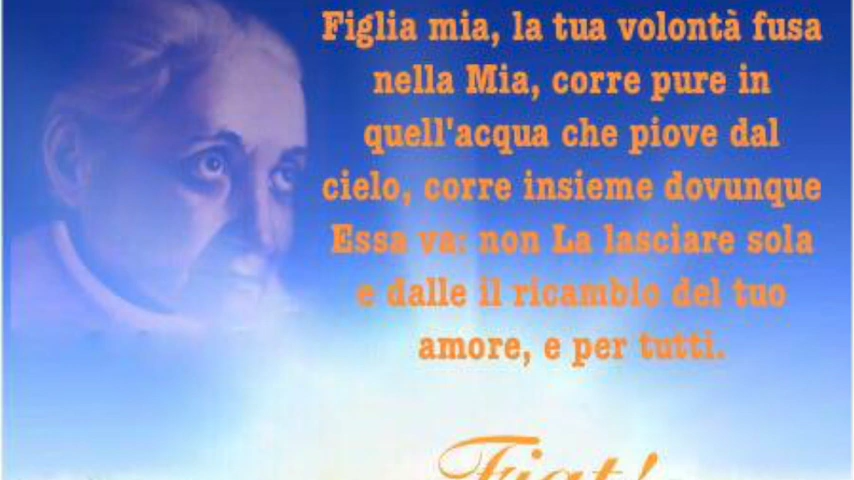 Figlia mia, la tua volontà fusa
nella Mia, corre pure in
quell'acqua che piove dal
cielo, corre insieme dovunque
Essa va: non La lasciare sola
e dalle il ricambio del tuo
amore, e per tutti.
Fiat!